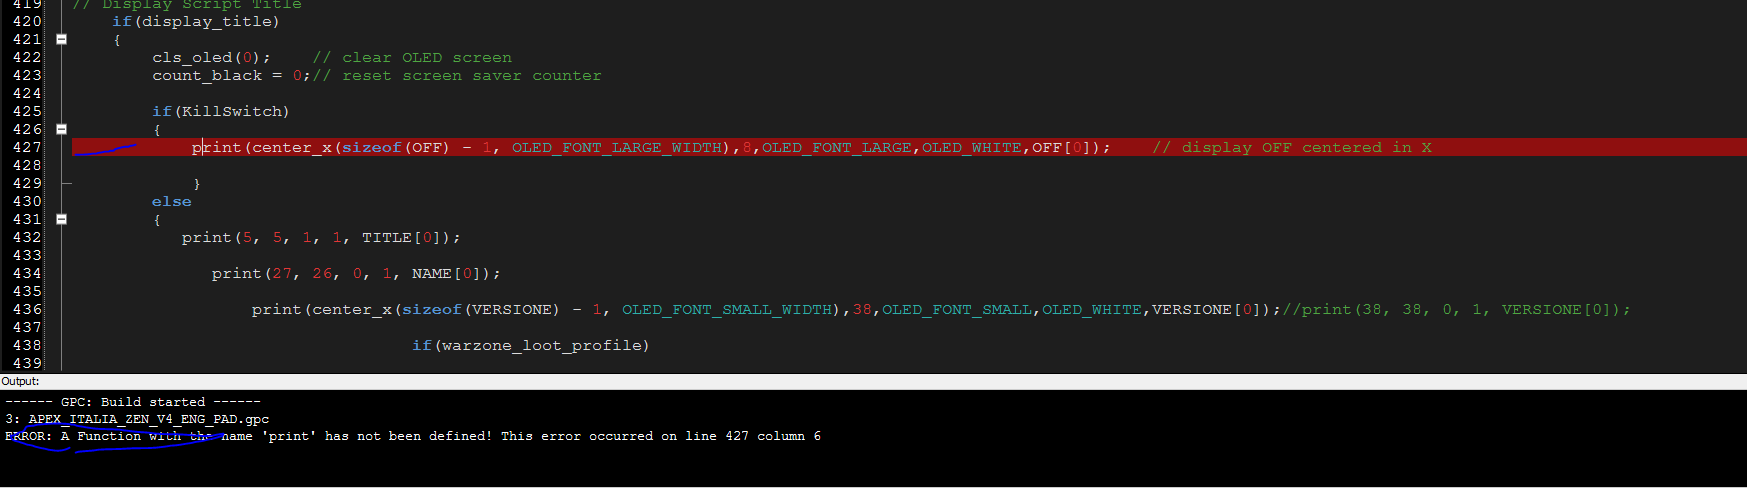 419 // Display Script Title
420 if(display_title)
421 {
422 cls_oled(0); // clear OLED screen
423 count_black = 0;// reset screen saver counter
424
425 if(KillSwitch)
426 {
427 print(center_x(sizeof(OFF) - 1, OLED_FONT_LARGE_WIDTH),8,OLED_FONT_LARGE,OLED_WHITE,OFF[0]); // display OFF centered in X
428
429 }
430 else
431 {
432 print(5, 5, 1, 1, TITLE[0]);
433
434 print(27, 26, 0, 1, NAME[0]);
435
436 print(center_x(sizeof(VERSIONE) - 1, OLED_FONT_SMALL_WIDTH),38,OLED_FONT_SMALL,OLED_WHITE,VERSIONE[0]);//print(38, 38, 0, 1, VERSIONE[0]);
437
438 if(warzone_loot_profile)
439
Output:
------ GPC: Build started ------
3: APEX_ITALIA_ZEN_V4_ENG_PAD.gpc
ERROR: A Function with the name 'print' has not been defined! This error occurred on line 427 column 6